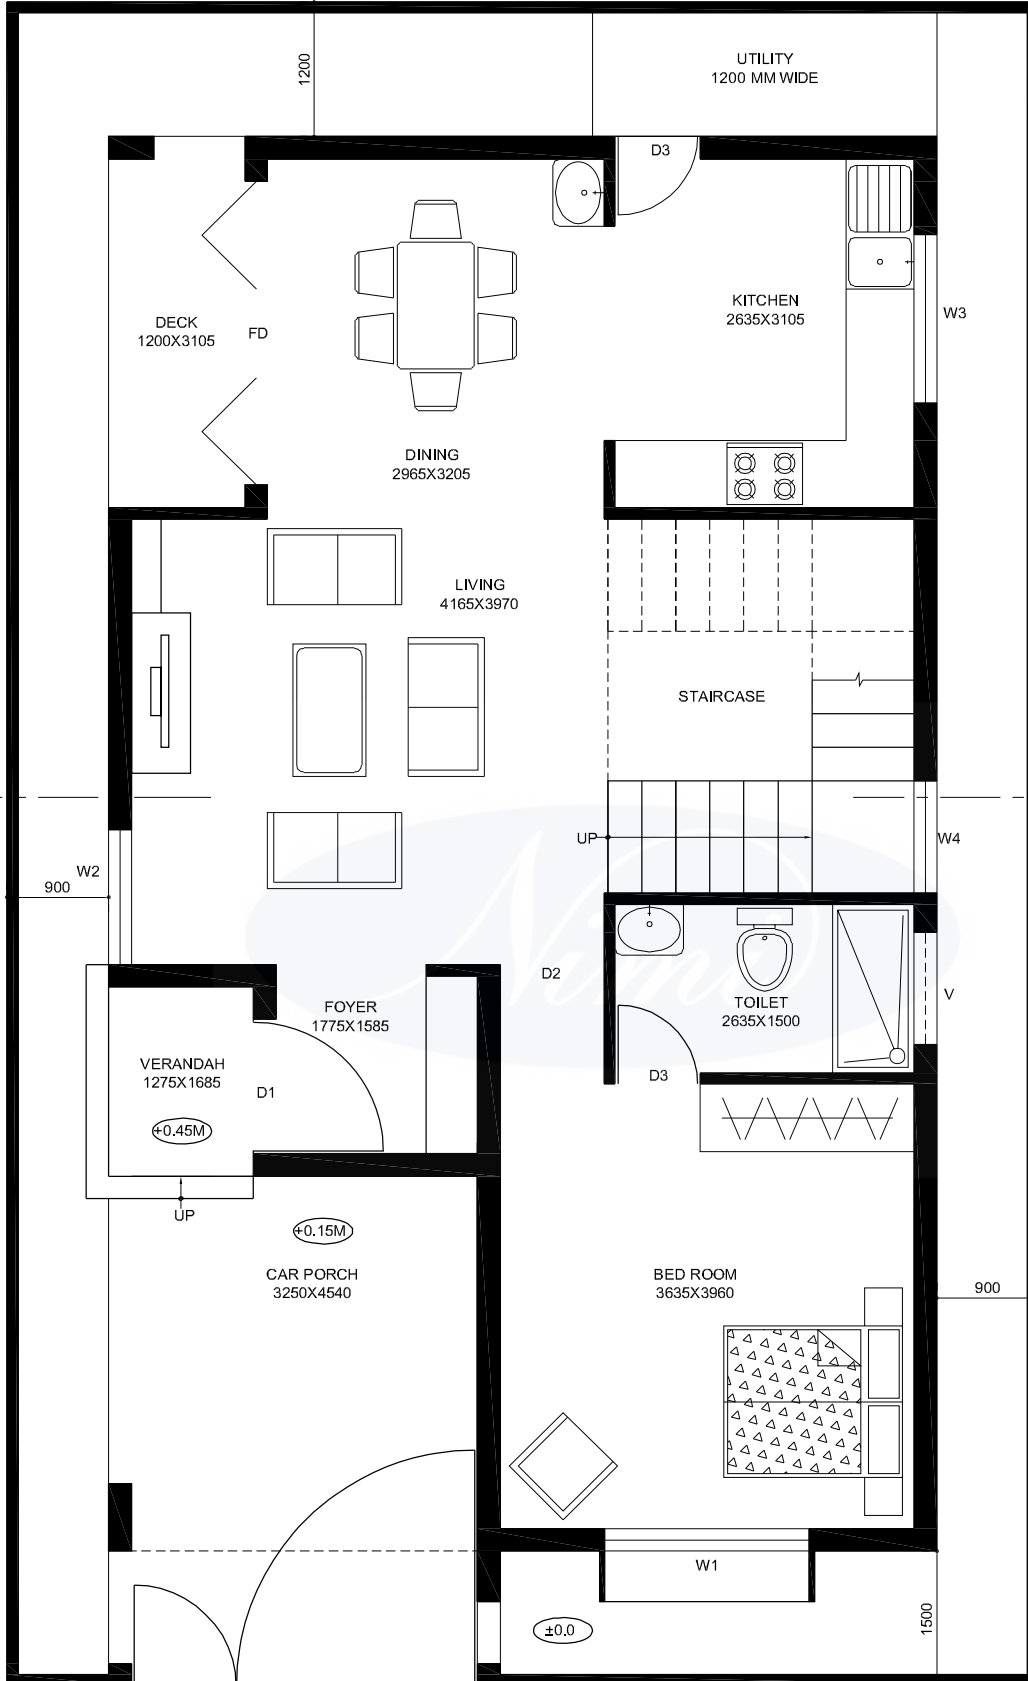 1200
UTILITY
1200 MM WIDE
D3
DECK
1200X3105
FD
KITCHEN
2635X3105
W3
DINING
2965X3205
LIVING
4165X3970
STAIRCASE
UP
W4
W2
900
D2
TOILET
2635X1500
V
FOYER
1775X1585
VERANDAH
1275X1685
D1
D3
+0.45M
UP
+0.15M
CAR PORCH
3250X4540
BED ROOM
3635X3960
900
W1
±0.0
1500
Nimi